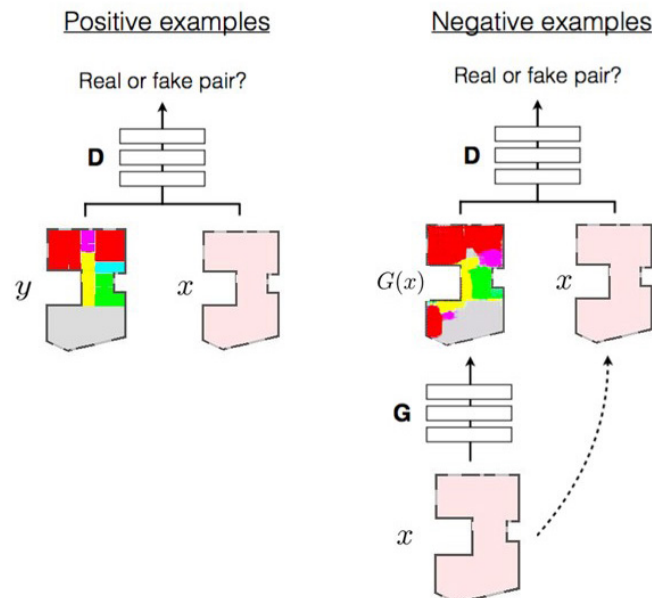 Positive examples
Real or fake pair?
D
y
x
Negative examples
Real or fake pair?
D
G(x)
x
G
x